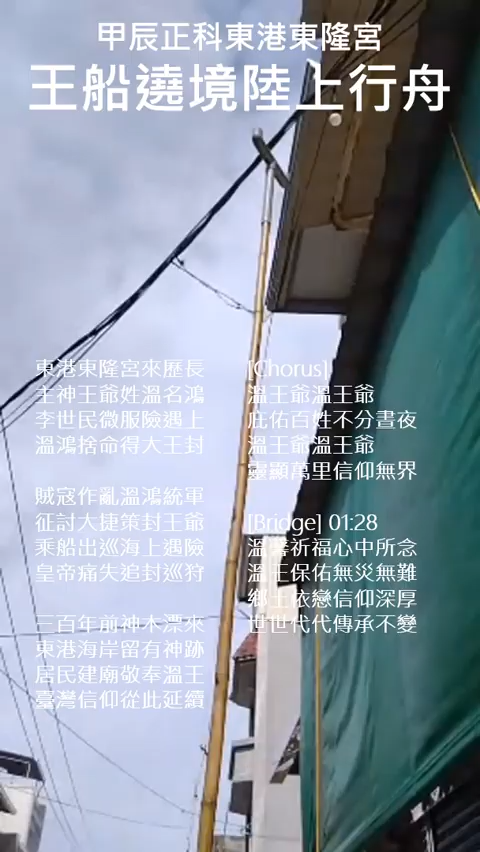 甲辰正科東港東隆宮
王船遶境陸上行舟
東港東隆宮來歷長
主神王爺姓溫名鴻
李世民微服險遇上
溫鴻捨命得大王封
賊寇作亂溫鴻統軍
征討大捷策封王爺
乘船出巡海上遇險
皇帝痛失追封巡狩
三百年前神木漂來
東港海岸留有神跡
居民建廟敬奉溫王
臺灣信仰從此延續
[Chorus]
溫王爺溫王爺
庇佑百姓不分晝夜
溫王爺溫王爺
靈顯萬里信仰無界
[Bridge] 01:28
溫馨祈福心中所念
溫王保佑無災無難
鄉土依戀信仰深厚
世世代代傳承不變